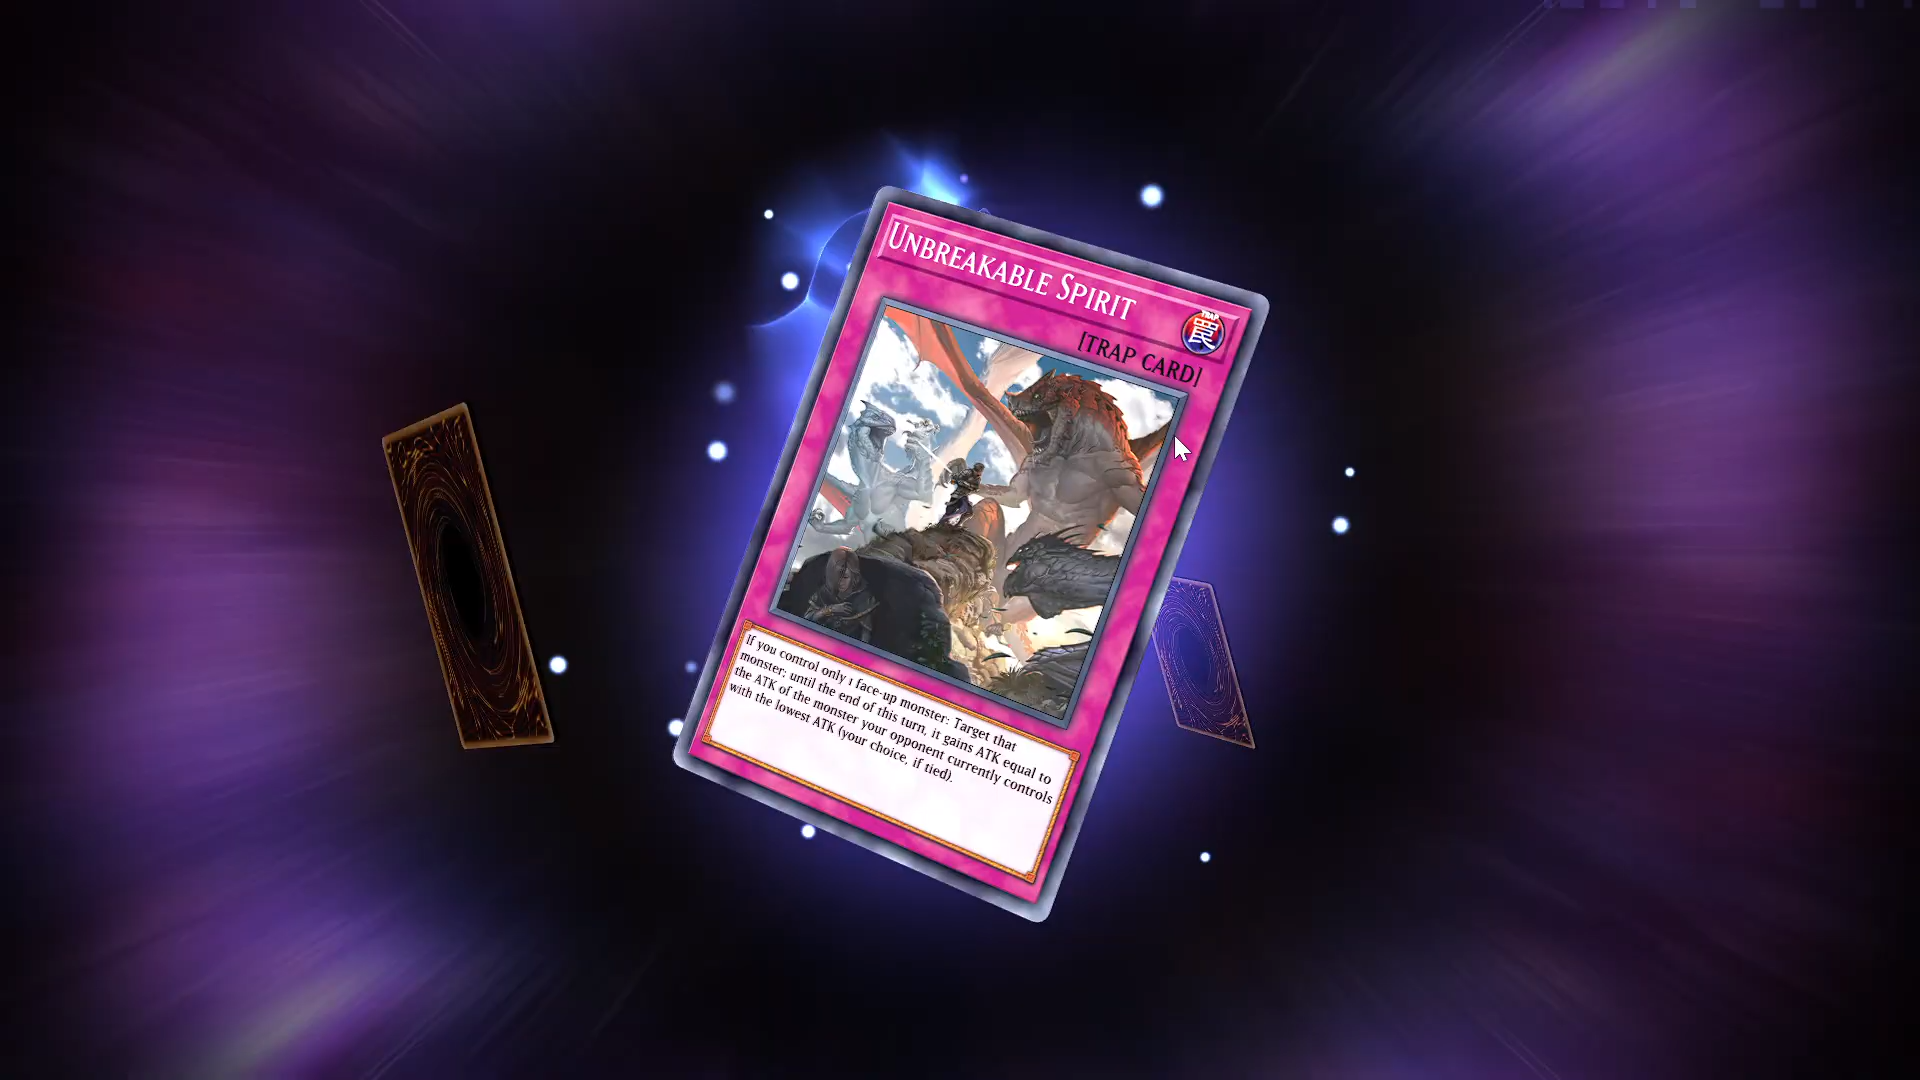 UNBREAKABLE SPIRIT
TRAP
罠
[TRAP CARD]
If you control only 1 face-up monster: Target that
monster; until the end of this turn, it gains ATK equal to
the ATK of the monster your opponent currently controls
with the lowest ATK (your choice, if tied).